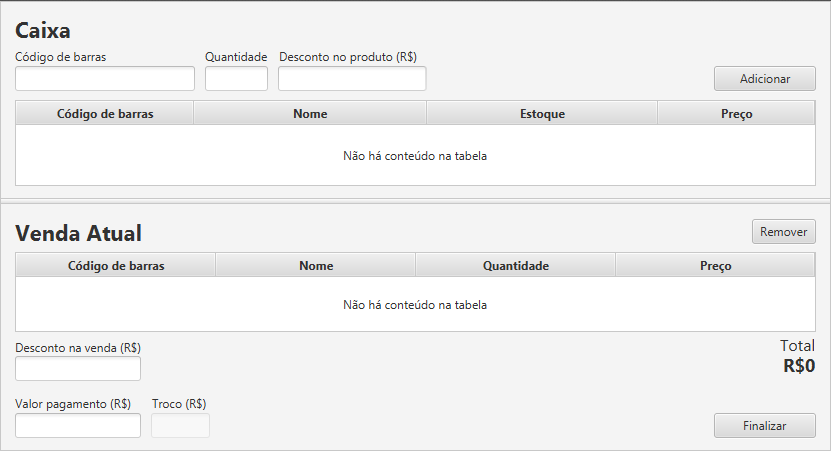 Caixa
Código de barras Quantidade Desconto no produto (R$)
Adicionar
Código de barras Nome Estoque Preço
Não há conteúdo na tabela
Venda Atual
Remover
Código de barras Nome Quantidade Preço
Não há conteúdo na tabela
Desconto na venda (R$)
Total
R$0
Valor pagamento (R$) Troco (R$)
Finalizar